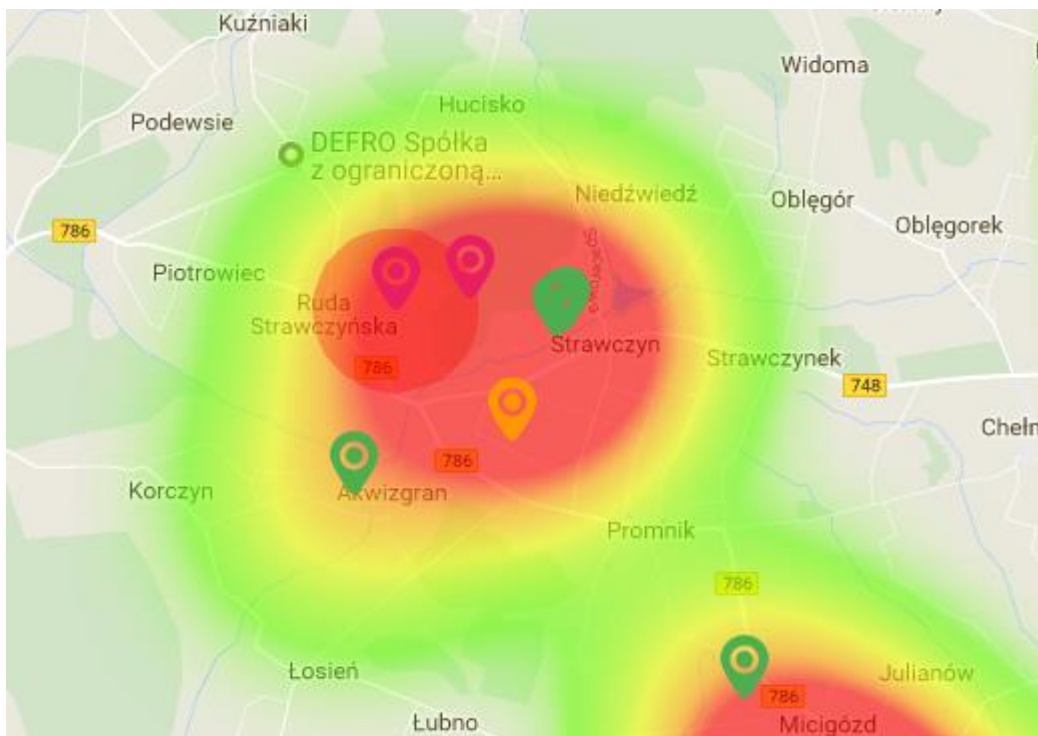 Kuźniaki
Widoma
Hucisko
Podewsie
DEFRO Spółka
z ograniczoną...
Niedźwiedź
Oblęgór
Oblęgorek
786
Piotrowiec
Ruda
Strawczyńska
Strawczyn
Strawczynek
786
748
Chełm
786
Korczyn
Akwizgran
Promnik
786
Łosień
Julianów
786
Łubno
Micigózd